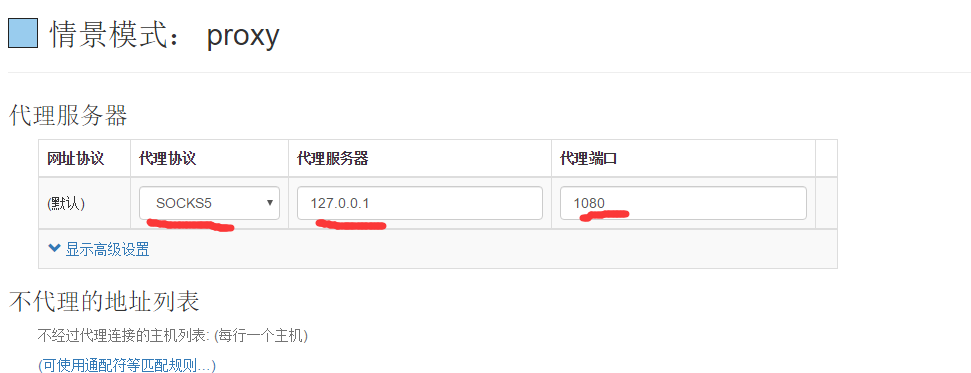 情景模式： proxy
代理服务器
网址协议 代理协议 代理服务器 代理端口
(默认) SOCKS5 127.0.0.1 1080
显示高级设置
不代理的地址列表
不经过代理连接的主机列表: (每行一个主机)
(可使用通配符等匹配规则...)